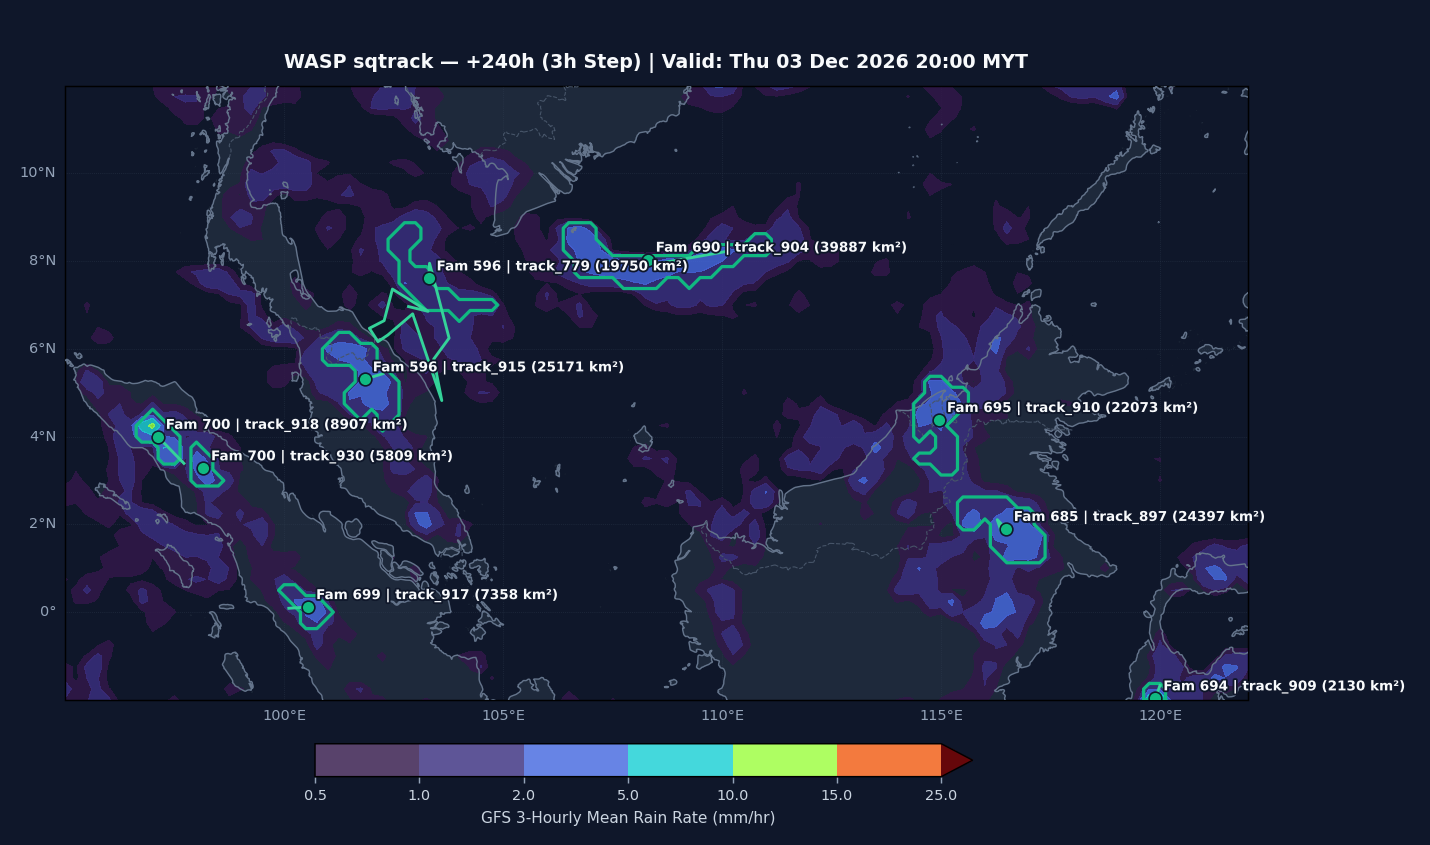 WASP sqtrack — +240h (3h Step) | Valid: Thu 03 Dec 2026 20:00 MYT
10°N
8°N
6°N
4°N
2°N
0°
Fam 690 | track_904 (39887 km²)
Fam 596 | track_779 (19750 km²)
Fam 596 | track_915 (25171 km²)
Fam 695 | track_910 (22073 km²)
Fam 700 | track_918 (8907 km²)
Fam 700 | track_930 (5809 km²)
Fam 685 | track_897 (24397 km²)
Fam 699 | track_917 (7358 km²)
Fam 694 | track_909 (2130 km²)
100°E 105°E 110°E 115°E 120°E
0.5 1.0 2.0 5.0 10.0 15.0 25.0
GFS 3-Hourly Mean Rain Rate (mm/hr)